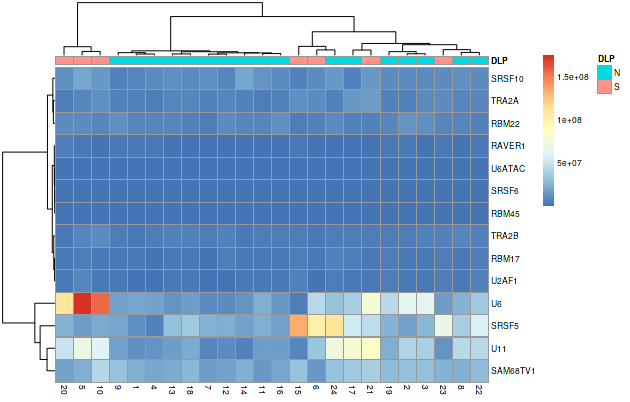 DLP
SRSF10
TRA2A
RBM22
RAVER1
U6ATAC
SRSF6
RBM45
TRA2B
RBM17
U2AF1
U6
SRSF5
U11
SAM68TV1
20 5 10 9 1 4 13 18 7 12 14 11 16 15 6 24 17 21 19 2 3 23 8 22
1.5e+08
1e+08
5e+07
DLP
N
S